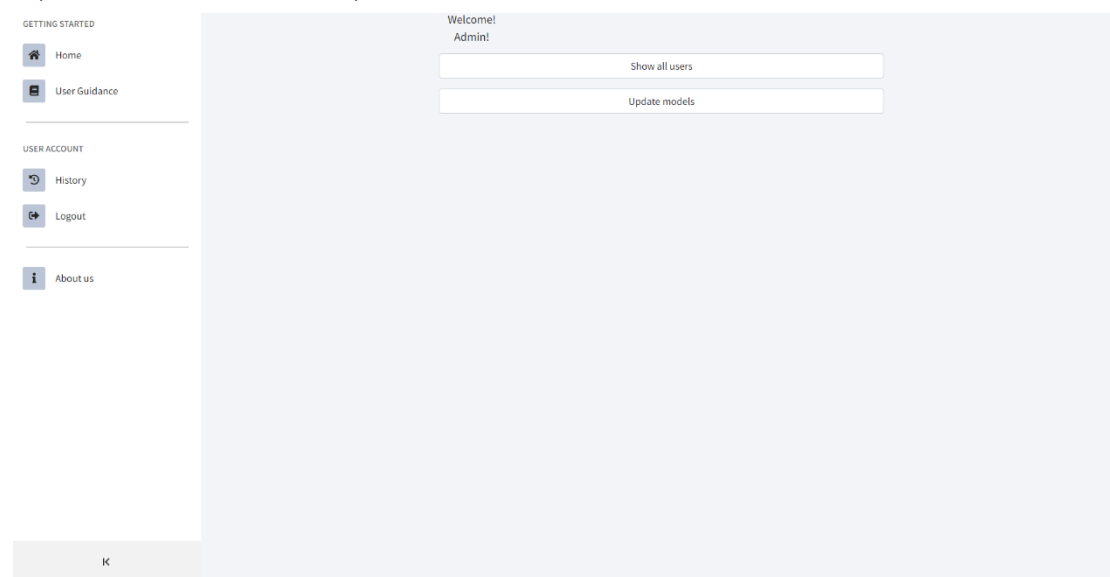 GETTING STARTED
Home
User Guidance
USER ACCOUNT
History
Logout
About us
Welcome!
Admin!
Show all users
Update models